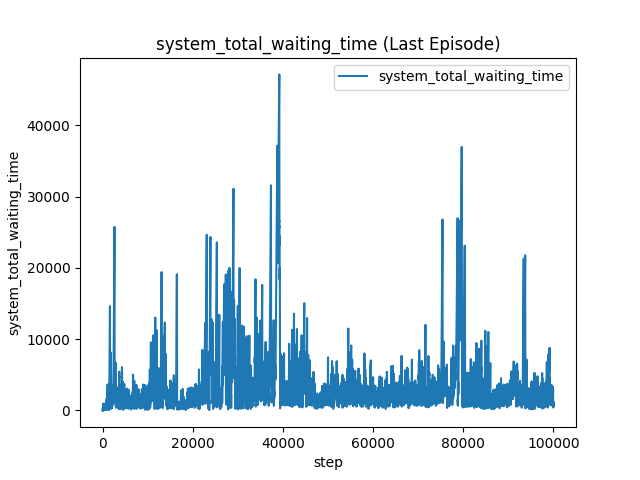 system_total_waiting_time (Last Episode)
system_total_waiting_time
40000
30000
20000
10000
0
system_total_waiting_time
0 20000 40000 60000 80000 100000
step